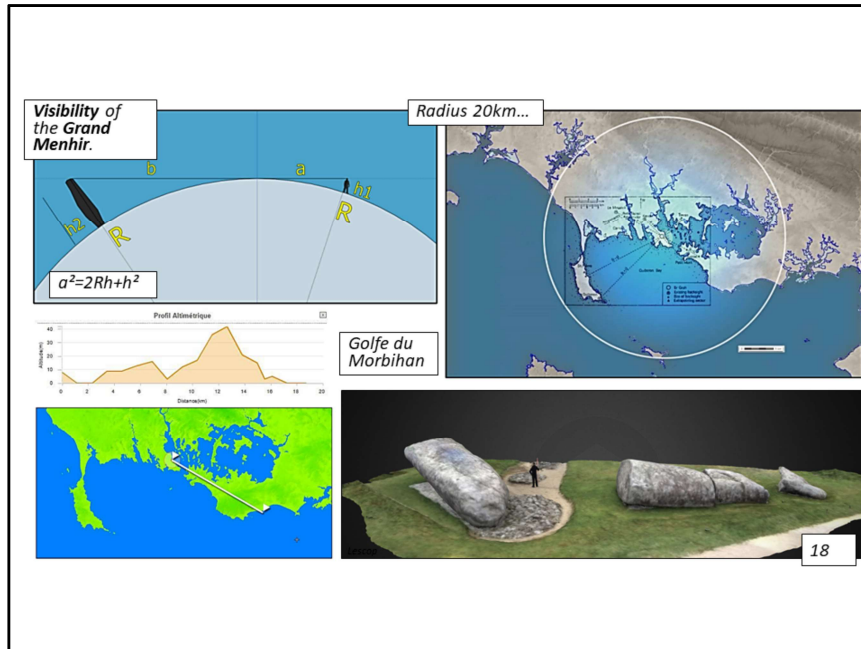 Visibility of
the Grand
Menhir.
b
a
h1
h2
R
R
a²=2Rh+h²
Radius 20km...
Profil Altimétrique
Altitude(m)
40
30
20
10
0
0
2
4
6
8
10
12
14
16
18
20
Distance(km)
Golfe du
Morbihan
18